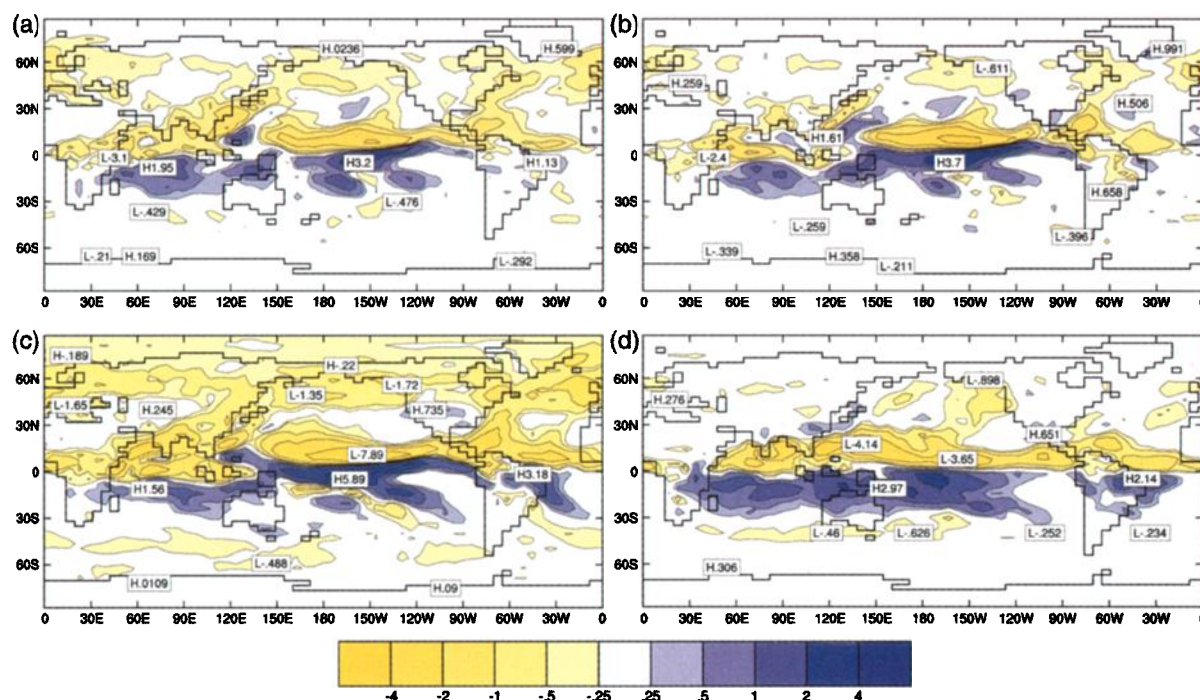 (a) (b)
H.0236 H.599 H.991
60N 60N
L-.611
H.259
H.506
30N 30N
H1.61
L-3.1 H1.95 H3.2 H1.13 L-2.4 H3.7
0 0
H.658
30S L-.429 L-.476 30S
L-.259 L-.396
60S L-.21 H.169 L-.292 60S L-.339 H.358 L-.211
0 30E 60E 90E 120E 150E 180 150W 120W 90W 60W 30W 0 0 30E 60E 90E 120E 150E 180 150W 120W 90W 60W 30W 0
(c) (d)
H-.189 H-.22
60N L-1.35 L-1.72 60N L-.898
L-1.65 H.245 H.735 H.276
30N 30N
H.651
L-7.89 L-4.14 L-3.65
0 0
H1.56 H5.89 H3.18 H2.97 H2.14
30S 30S
L-.46 L-.626 L-.252 L-.234
60S L-.488 60S
H.0109 H.09 H.306
0 30E 60E 90E 120E 150E 180 150W 120W 90W 60W 30W 0 0 30E 60E 90E 120E 150E 180 150W 120W 90W 60W 30W 0
-4 -2 -1 -.5 -.25 .25 .5 1 2 4